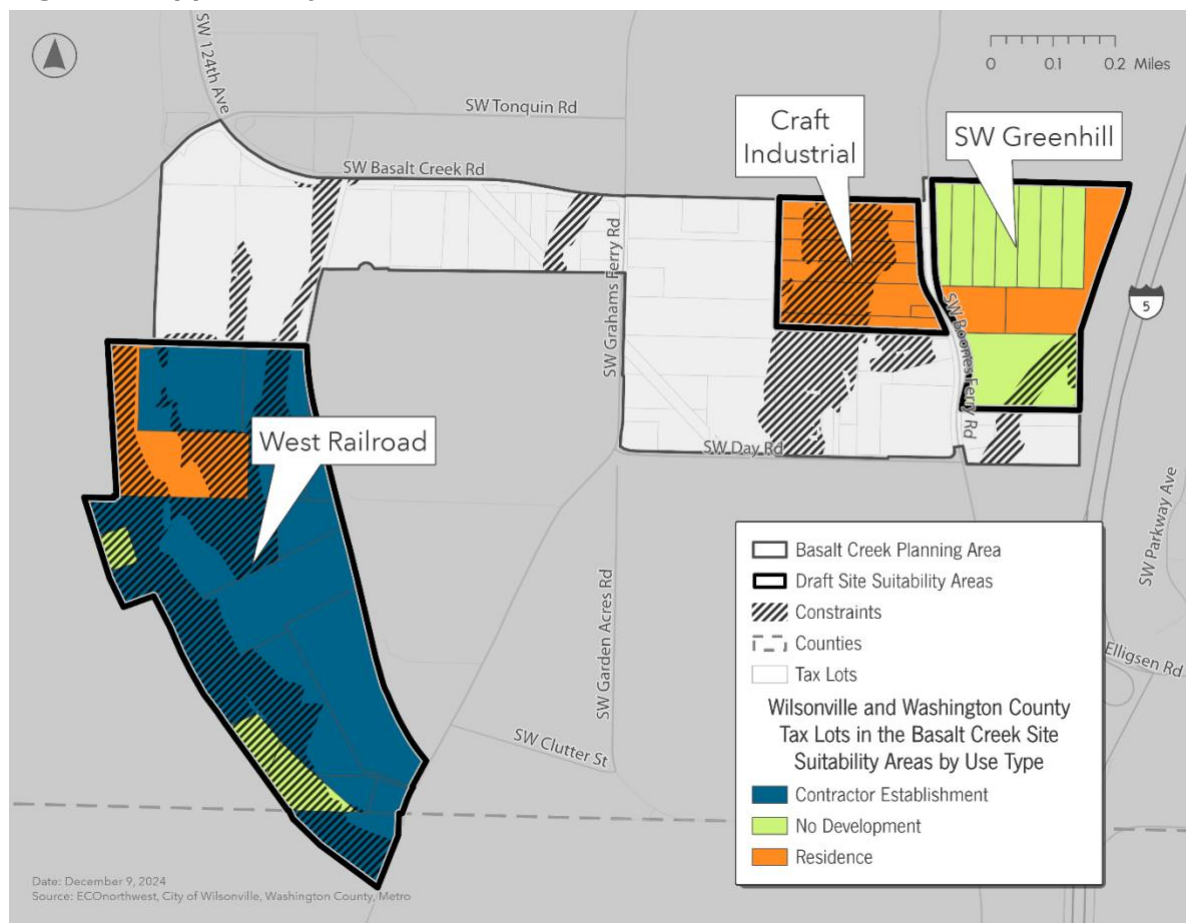 SW 124th Ave
SW Tonquin Rd
SW Basalt Creek Rd
0 0.1 0.2 Miles
Craft
Industrial
SW Greenhill
SW Grahams Ferry Rd
SW Boones Ferry Rd
5
West Railroad
SW Day Rd
SW Parkway Ave
SW Garden Acres Rd
Elligsen Rd
SW Clutter St
Basalt Creek Planning Area
Draft Site Suitability Areas
Constraints
Counties
Tax Lots
Wilsonville and Washington County
Tax Lots in the Basalt Creek Site
Suitability Areas by Use Type
Contractor Establishment
No Development
Residence
Date: December 9, 2024
Source: ECOnorthwest, City of Wilsonville, Washington County, Metro